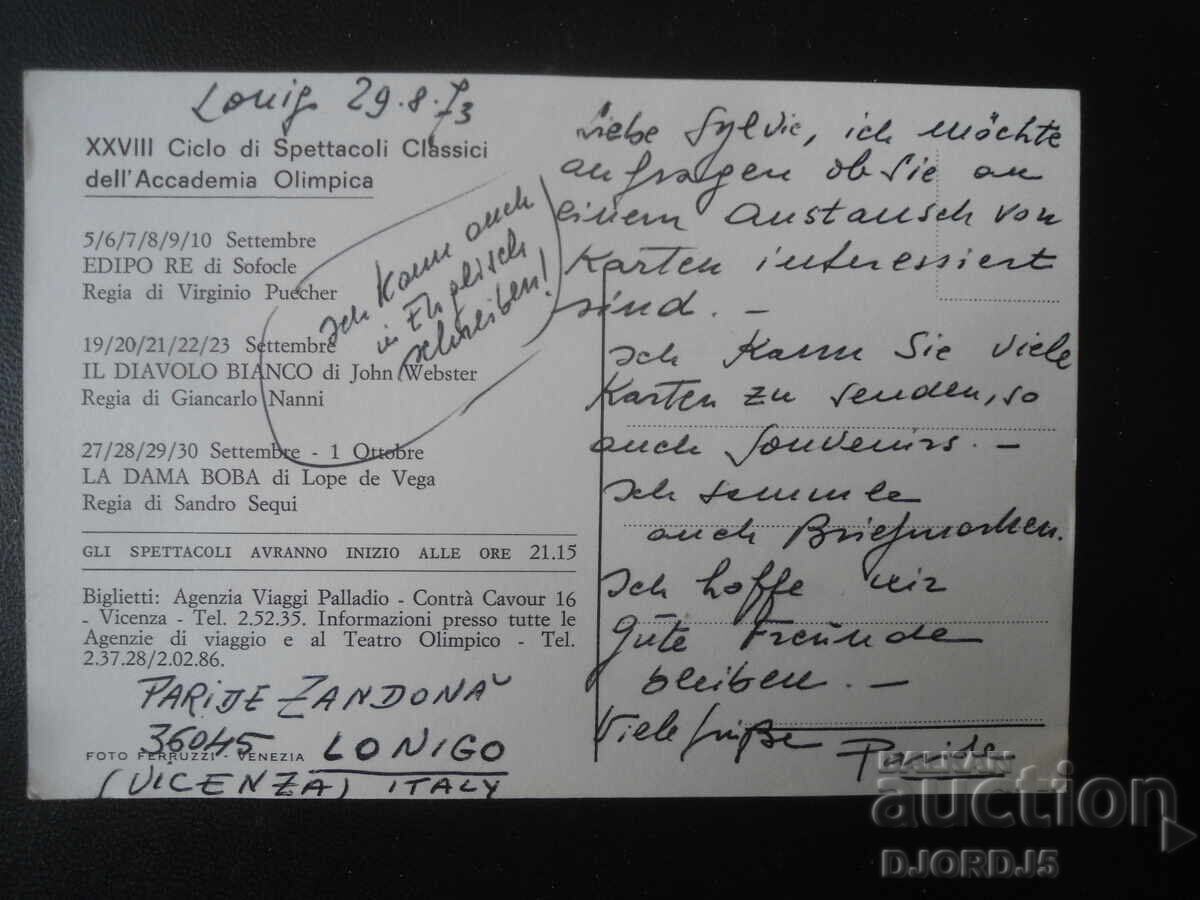 Lonigo 29.8.73
XXVIII Ciclo di Spettacoli Classici
dell'Accademia Olimpica
5/6/7/8/9/10 Settembre
EDIPO RE di Sofocle
Regia di Virginio Puecher
19/20/21/22/23 Settembre
IL DIAVOLO BIANCO di John Webster
Regia di Giancarlo Nanni
27/28/29/30 Settembre - 1 Ottobre
LA DAMA BOBA di Lope de Vega
Regia di Sandro Sequi
GLI SPETTACOLI AVRANNO INIZIO ALLE ORE 21.15
Biglietti: Agenzia Viaggi Palladio - Contrà Cavour 16
- Vicenza - Tel. 2.52.35. Informazioni presso tutte le
Agenzie di viaggio e al Teatro Olimpico - Tel.
2.37.28/2.02.86.
Ich kann auch
in Englisch
schreiben!
PARIDE ZANDONA'
36045 LONIGO
FOTO FERRUZZI - VENEZIA
(VICENZA) ITALY
Liebe Sylvie, ich möchte
anfragen ob Sie an
einem Austausch von
Karten interessiert
sind. -
Ich kann Sie viele
Karten zu senden, so
auch Souvenirs. -
Ich sammle
auch Briefmarken.
Ich hoffe wir
Gute Freunde
bleiben. -
Viele Grüße Paride
BALKAN
auction
DJORDJ5